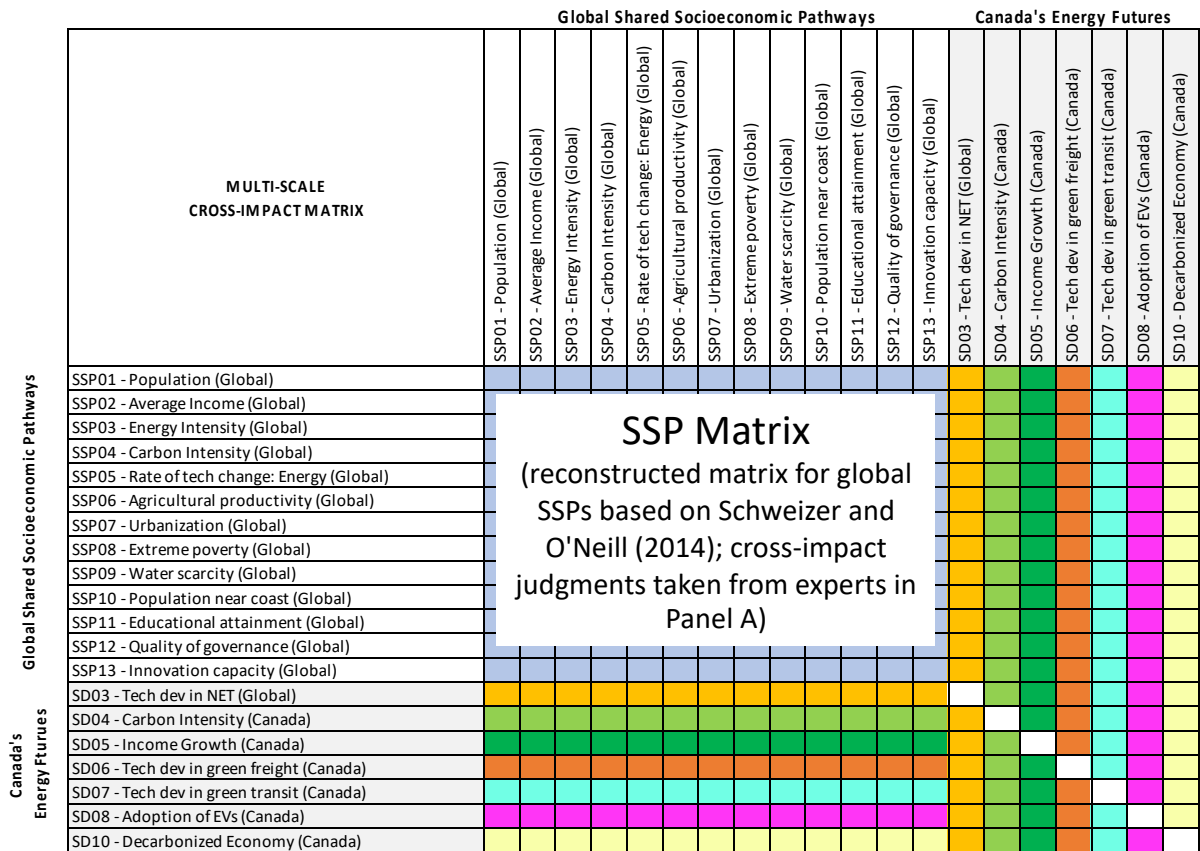 Global Shared Socioeconomic Pathways
Canada's Energy Futures
MULTI-SCALE
CROSS-IMPACT MATRIX
SSP01 - Population (Global)
SSP02 - Average Income (Global)
SSP03 - Energy Intensity (Global)
SSP04 - Carbon Intensity (Global)
SSP05 - Rate of tech change: Energy (Global)
SSP06 - Agricultural productivity (Global)
SSP07 - Urbanization (Global)
SSP08 - Extreme poverty (Global)
SSP09 - Water scarcity (Global)
SSP10 - Population near coast (Global)
SSP11 - Educational attainment (Global)
SSP12 - Quality of governance (Global)
SSP13 - Innovation capacity (Global)
SD03 - Tech dev in NET (Global)
SD04 - Carbon Intensity (Canada)
SD05 - Income Growth (Canada)
SD06 - Tech dev in green freight (Canada)
SD07 - Tech dev in green transit (Canada)
SD08 - Adoption of EVs (Canada)
SD10 - Decarbonized Economy (Canada)
Global Shared Socioeconomic Pathways
SSP01 - Population (Global)
SSP02 - Average Income (Global)
SSP03 - Energy Intensity (Global)
SSP04 - Carbon Intensity (Global)
SSP05 - Rate of tech change: Energy (Global)
SSP06 - Agricultural productivity (Global)
SSP07 - Urbanization (Global)
SSP08 - Extreme poverty (Global)
SSP09 - Water scarcity (Global)
SSP10 - Population near coast (Global)
SSP11 - Educational attainment (Global)
SSP12 - Quality of governance (Global)
SSP13 - Innovation capacity (Global)
SSP Matrix
(reconstructed matrix for global
SSPs based on Schweizer and
O'Neill (2014); cross-impact
judgments taken from experts in
Panel A)
Canada's
Energy Fturues
SD03 - Tech dev in NET (Global)
SD04 - Carbon Intensity (Canada)
SD05 - Income Growth (Canada)
SD06 - Tech dev in green freight (Canada)
SD07 - Tech dev in green transit (Canada)
SD08 - Adoption of EVs (Canada)
SD10 - Decarbonized Economy (Canada)